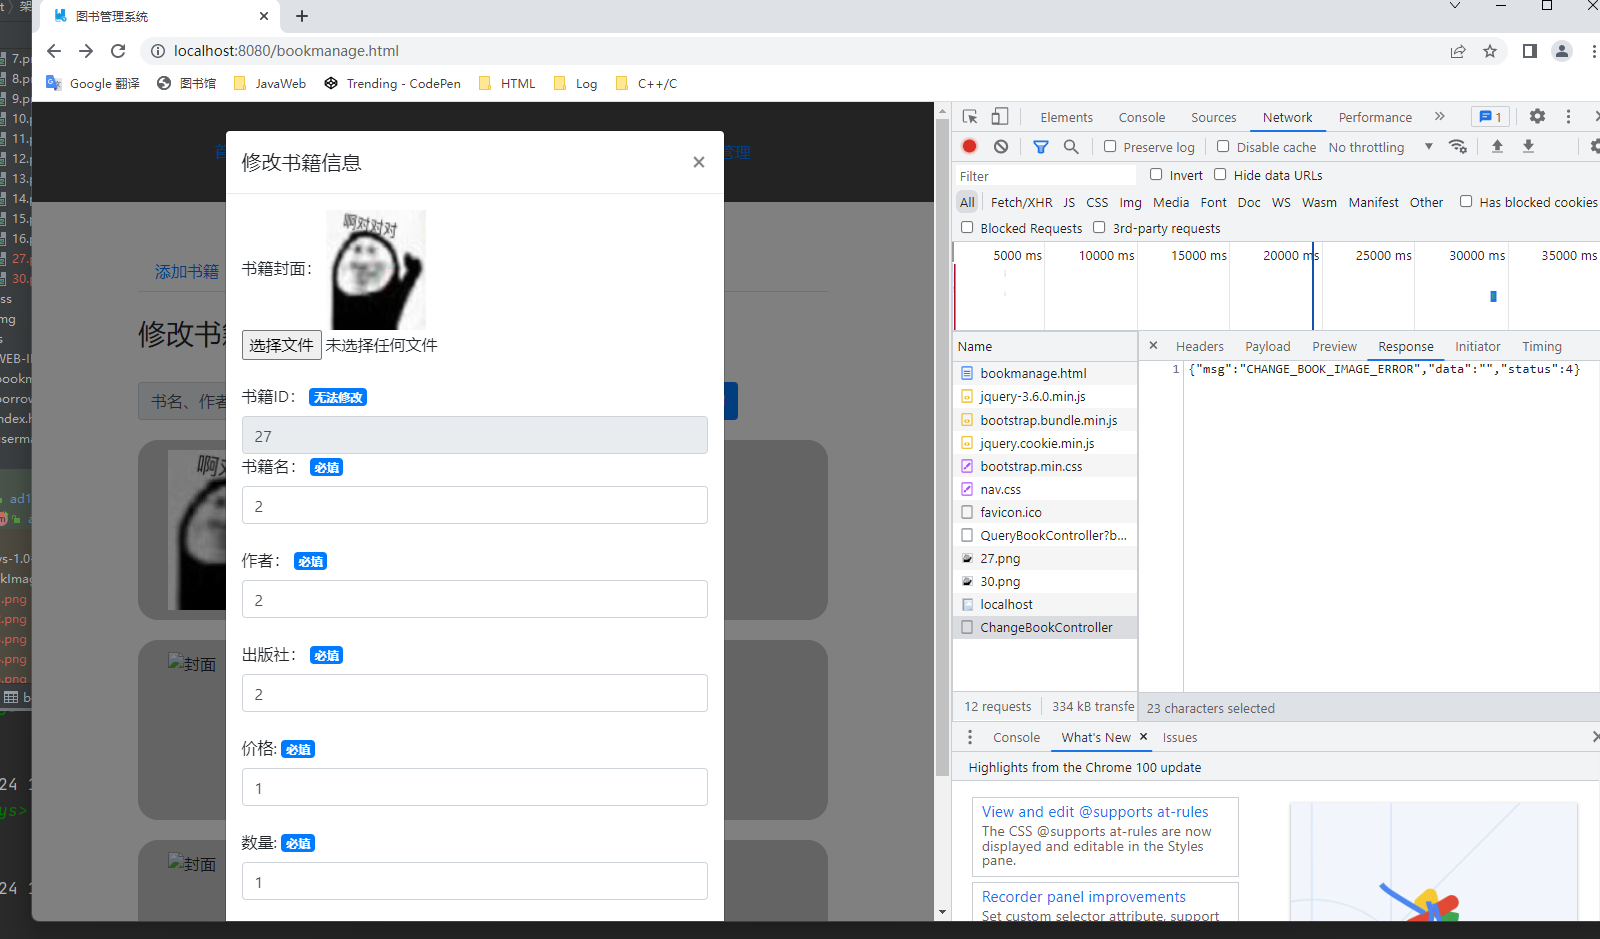 图书管理系统
localhost:8080/bookmanage.html
Google 翻译
图书馆
JavaWeb
Trending - CodePen
HTML
Log
C++/C
修改书籍信息
×
管理
啊对对对
书籍封面：
选择文件 未选择任何文件
添加书籍
书籍ID： 无法修改
27
书籍名： 必填
2
作者： 必填
2
出版社： 必填
2
价格: 必填
1
数量: 必填
1
封面
封面
Elements
Console
Sources
Network
Performance
1
Preserve log
Disable cache
No throttling
Filter
Invert
Hide data URLs
All
Fetch/XHR
JS
CSS
Img
Media
Font
Doc
WS
Wasm
Manifest
Other
Has blocked cookies
Blocked Requests
3rd-party requests
5000 ms
10000 ms
15000 ms
20000 ms
25000 ms
30000 ms
35000 ms
Name
bookmanage.html
jquery-3.6.0.min.js
bootstrap.bundle.min.js
jquery.cookie.min.js
bootstrap.min.css
nav.css
favicon.ico
QueryBookController?b...
27.png
30.png
localhost
ChangeBookController
12 requests
334 kB transfe
Headers
Payload
Preview
Response
Initiator
Timing
1 {"msg":"CHANGE_BOOK_IMAGE_ERROR","data":"","status":4}
23 characters selected
Console
What's New
Issues
Highlights from the Chrome 100 update
View and edit @supports at-rules
The CSS @supports at-rules are now
displayed and editable in the Styles
pane.
Recorder panel improvements
Set custom selector attribute, support